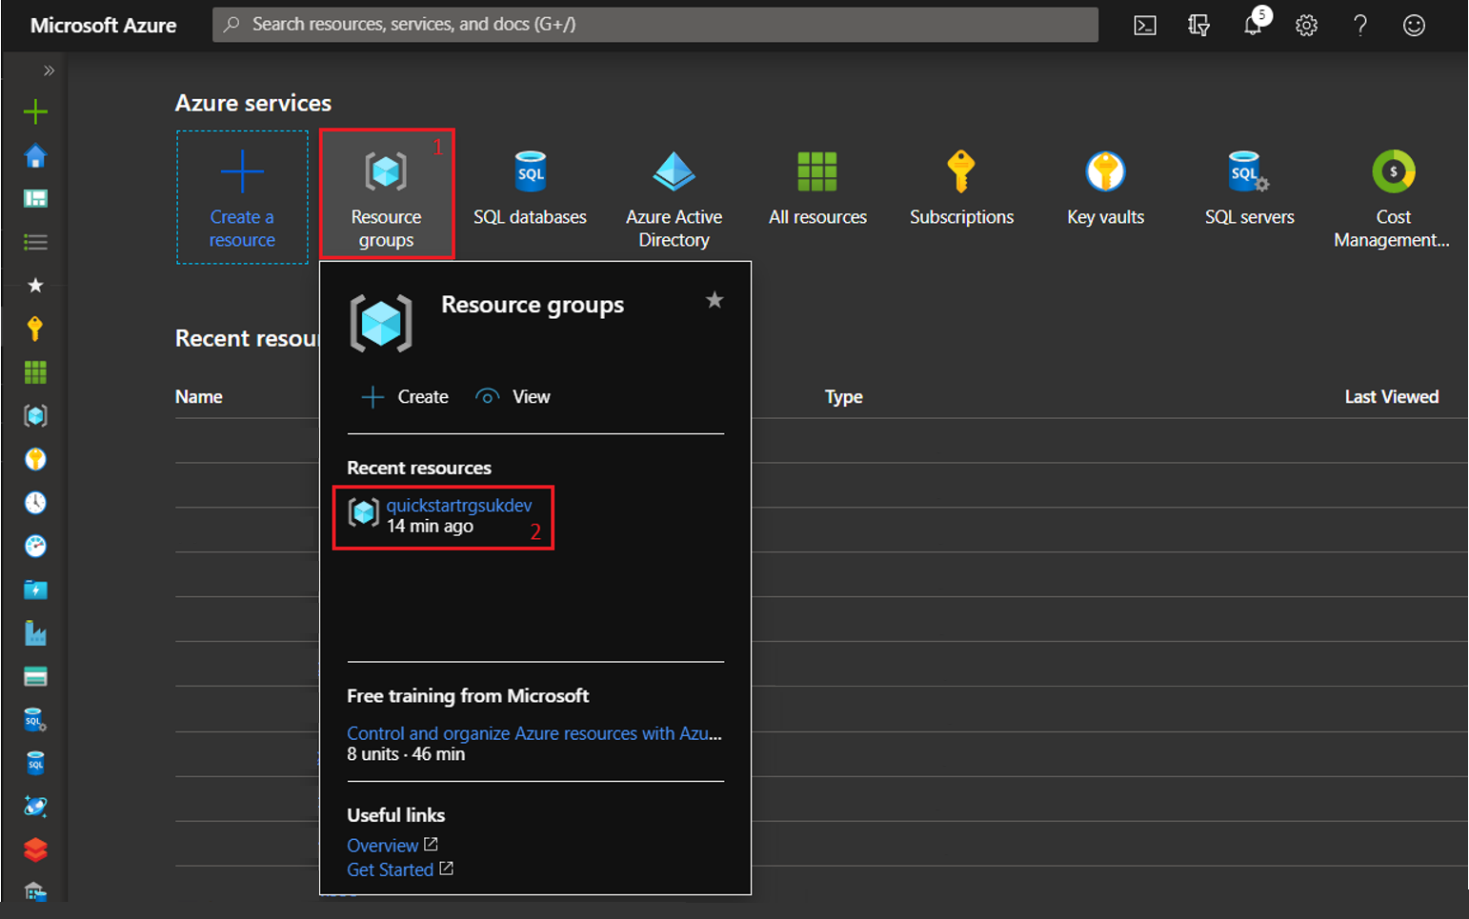 Microsoft Azure
Search resources, services, and docs (G+/)
5
Azure services
Create a
resource
1
Resource
groups
SQL
SQL databases
Azure Active
Directory
All resources
Subscriptions
Key vaults
SQL
SQL servers
$
Cost
Management...
Resource groups
Recent resou
Create
View
Name
Type
Last Viewed
Recent resources
quickstartrgsukdev
14 min ago
2
Free training from Microsoft
Control and organize Azure resources with Azu...
8 units · 46 min
SQL
SQL
Useful links
Overview
Get Started